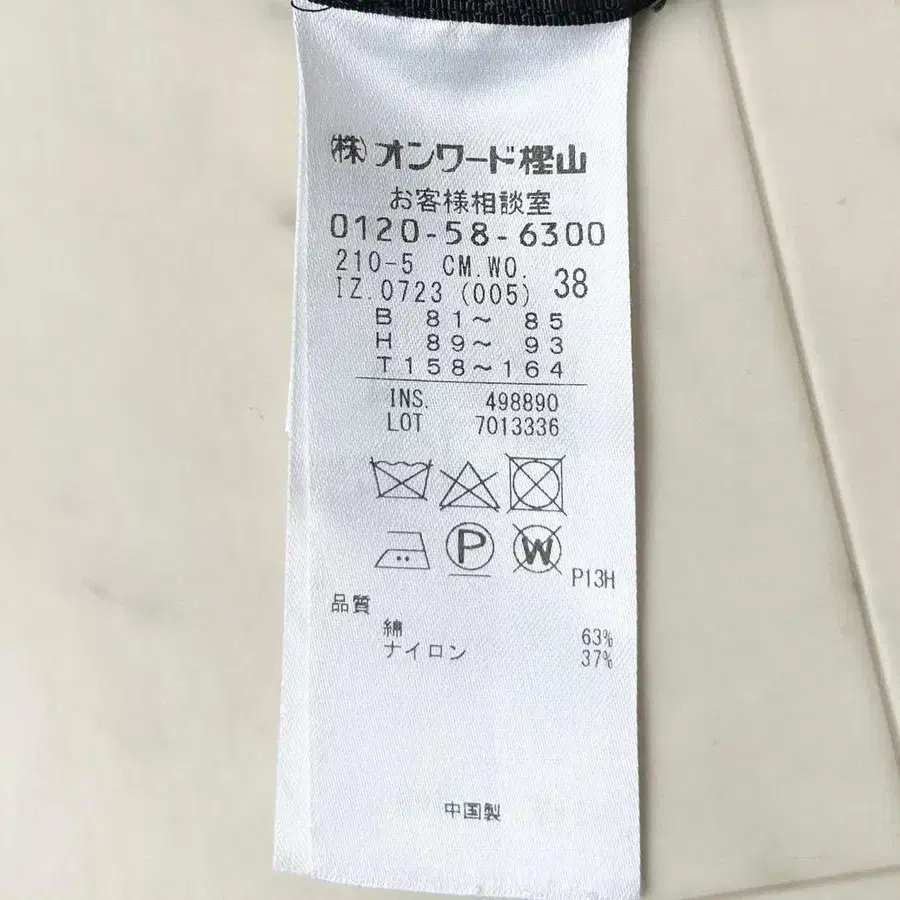 (株)オンワード樫山
お客様相談室
0120-58-6300
210-5 CM.WO.
IZ.0723 (005) 38
B 81〜 85
H 89〜 93
T158〜164
INS. 498890
LOT 7013336
P
W
P13H
品質
綿 63%
ナイロン 37%
中国製